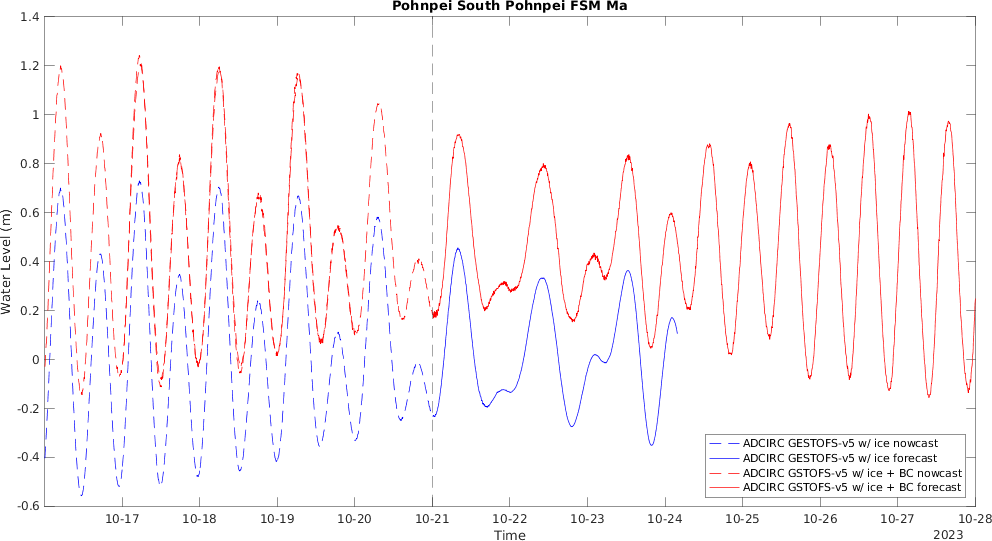 Pohnpei South Pohnpei FSM Ma
1.4
1.2
1
0.8
0.6
0.4
0.2
0
-0.2
-0.4
-0.6
Water Level (m)
10-17 10-18 10-19 10-20 10-21 10-22 10-23 10-24 10-25 10-26 10-27 10-28
Time
2023
ADCIRC GESTOFS-v5 w/ ice nowcast
ADCIRC GESTOFS-v5 w/ ice forecast
ADCIRC GSTOFS-v5 w/ ice + BC nowcast
ADCIRC GSTOFS-v5 w/ ice + BC forecast